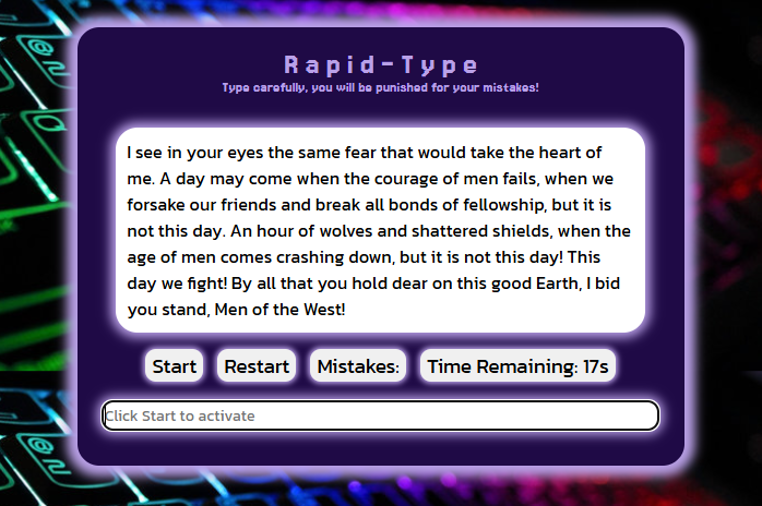 Rapid-Type
Type carefully, you will be punished for your mistakes!
I see in your eyes the same fear that would take the heart of
me. A day may come when the courage of men fails, when we
forsake our friends and break all bonds of fellowship, but it is
not this day. An hour of wolves and shattered shields, when the
age of men comes crashing down, but it is not this day! This
day we fight! By all that you hold dear on this good Earth, I bid
you stand, Men of the West!
Start Restart Mistakes: Time Remaining: 17s
Click Start to activate